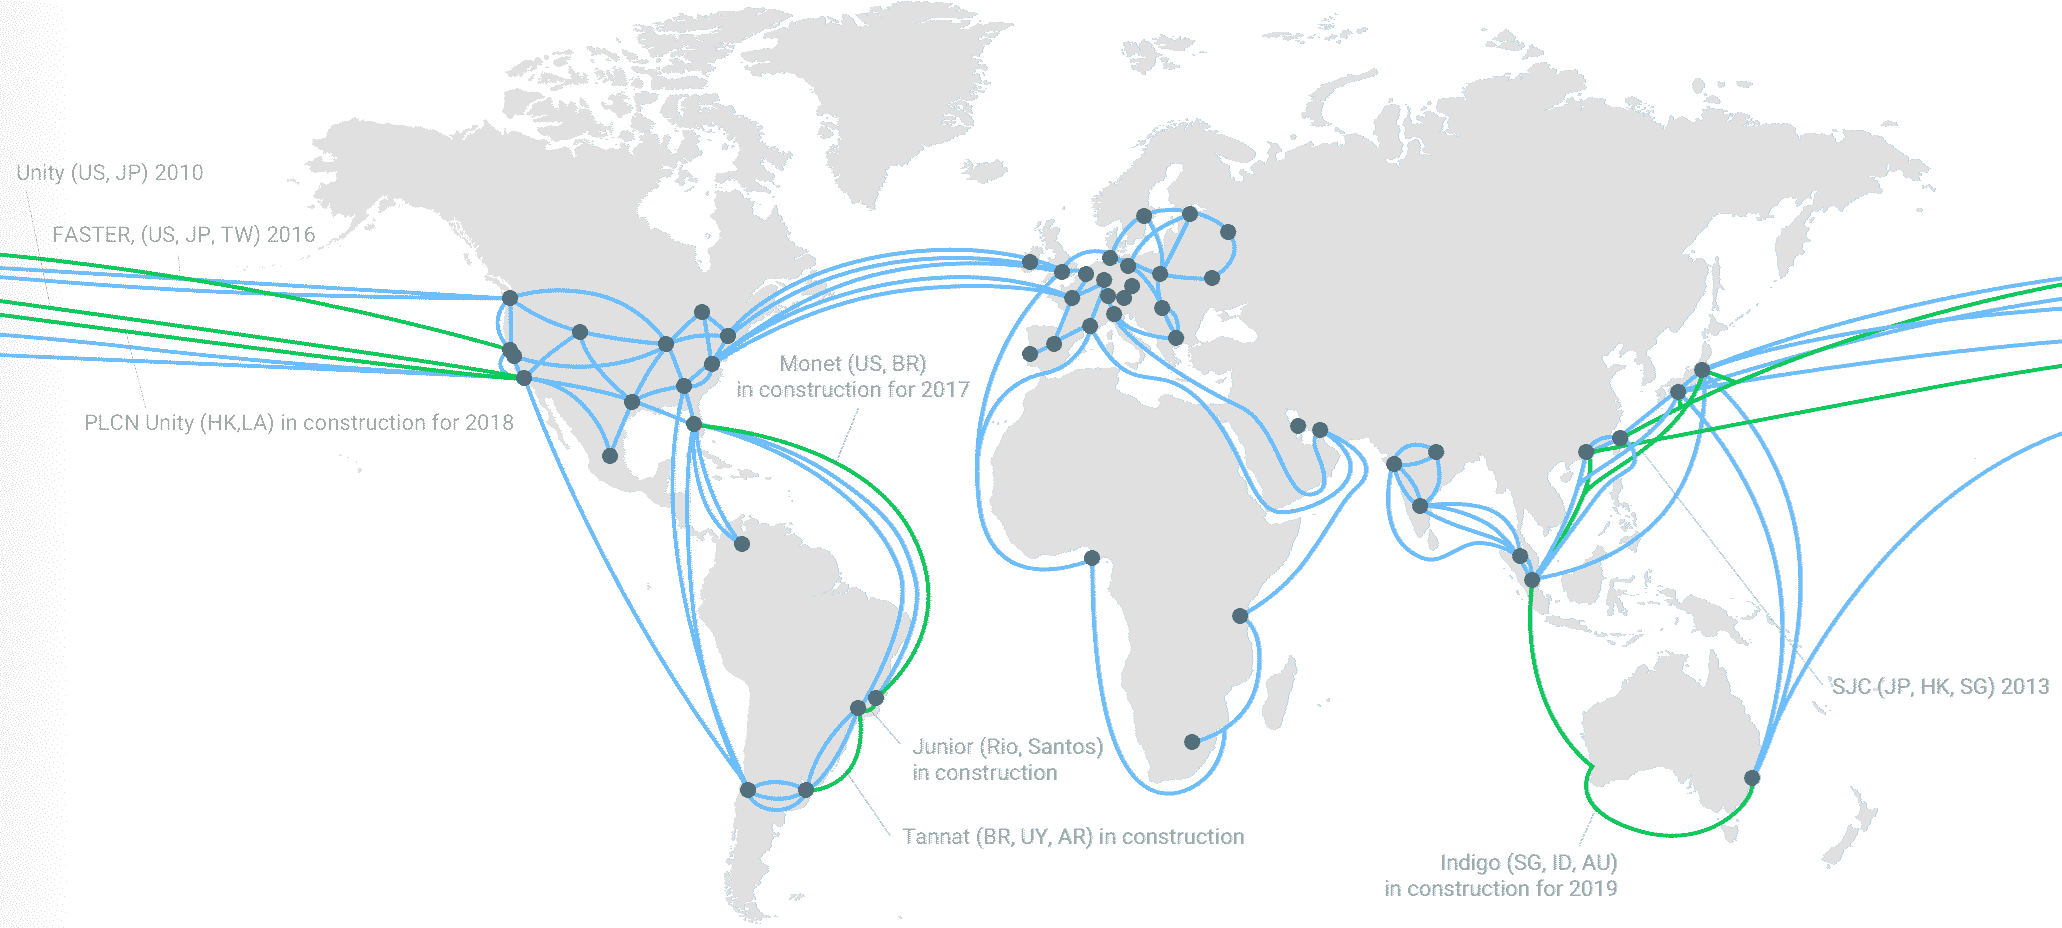 Unity (US, JP) 2010
FASTER, (US, JP, TW) 2016
Monet (US, BR)
in construction for 2017
PLCN Unity (HK,LA) in construction for 2018
SJC (JP, HK, SG) 2013
Junior (Rio, Santos)
in construction
Tannat (BR, UY, AR) in construction
Indigo (SG, ID, AU)
in construction for 2019